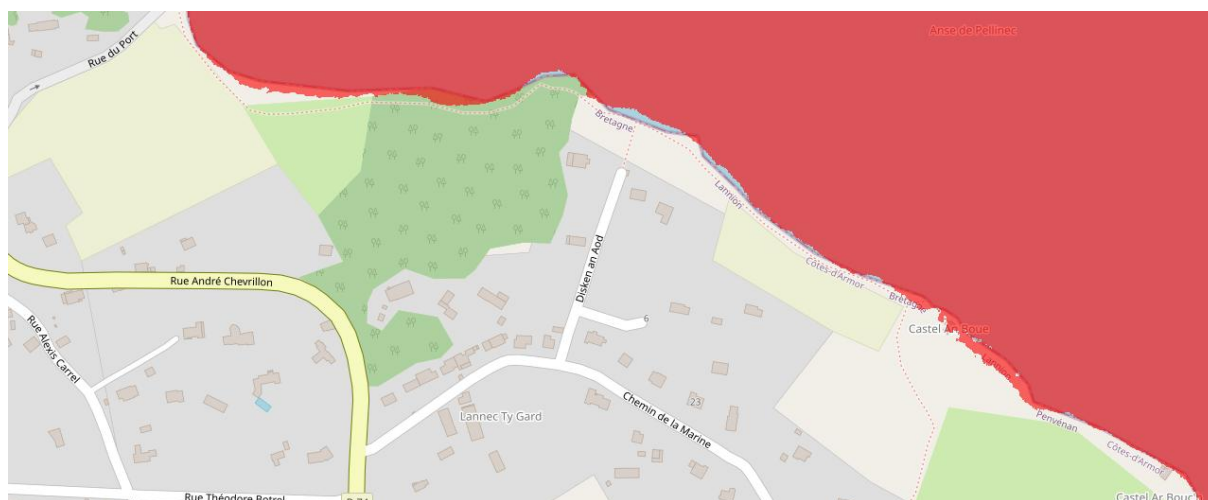 Anse de Pellinec
Rue du Port
Bretagne
Lannion
Disken an Aod
Côtes-d'Armor
Rue André Chevrillon
Bretagne
6
Castel Ar Boue
Rue Alexis Carrel
Lannion
23
Chemin de la Marine
Lannec Ty Gard
Penvénan
Côtes-d'Armor
Rue Théodore Botrel
D 74
Castel Ar Bouc'h